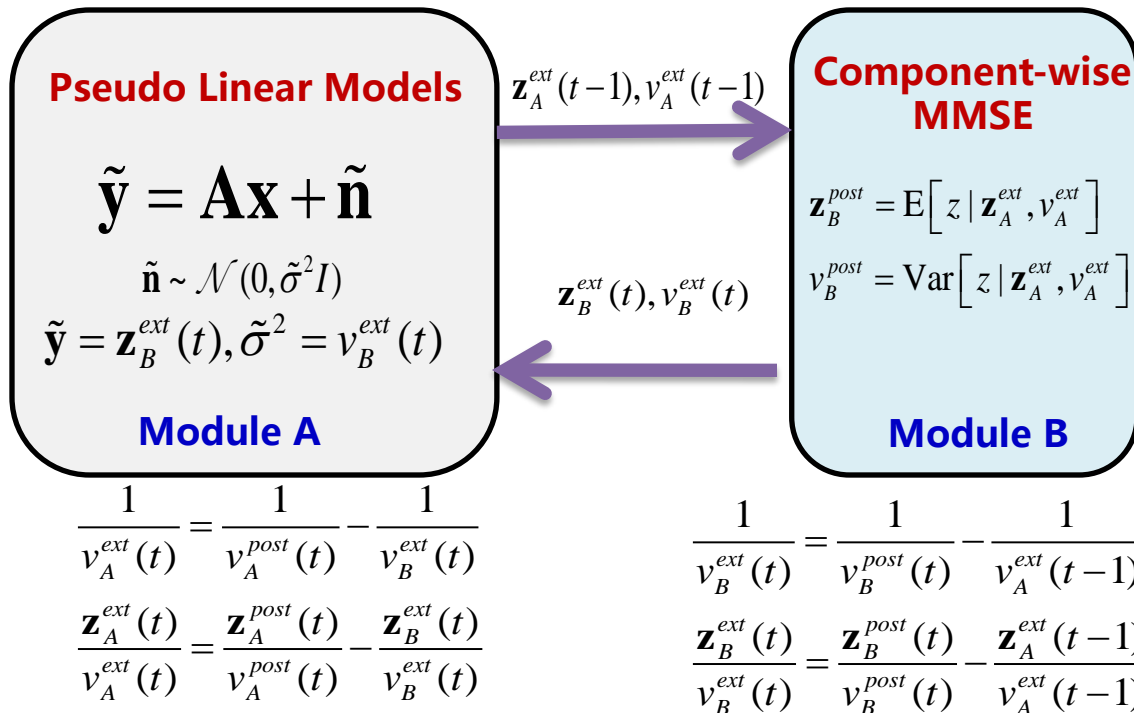 Pseudo Linear Models
ỹ = Ax + ñ
ñ ~ 𝒩(0, σ̃²I)
ỹ = z_B^{ext}(t), σ̃² = v_B^{ext}(t)
Module A
z_A^{ext}(t−1), v_A^{ext}(t−1)
z_B^{ext}(t), v_B^{ext}(t)
Component-wise
MMSE
z_B^{post} = E[z | z_A^{ext}, v_A^{ext}]
v_B^{post} = Var[z | z_A^{ext}, v_A^{ext}]
Module B
1/v_A^{ext}(t) = 1/v_A^{post}(t) − 1/v_B^{ext}(t)
z_A^{ext}(t)/v_A^{ext}(t) = z_A^{post}(t)/v_A^{post}(t) − z_B^{ext}(t)/v_B^{ext}(t)
1/v_B^{ext}(t) = 1/v_B^{post}(t) − 1/v_A^{ext}(t−1)
z_B^{ext}(t)/v_B^{ext}(t) = z_B^{post}(t)/v_B^{post}(t) − z_A^{ext}(t−1)/v_A^{ext}(t−1)